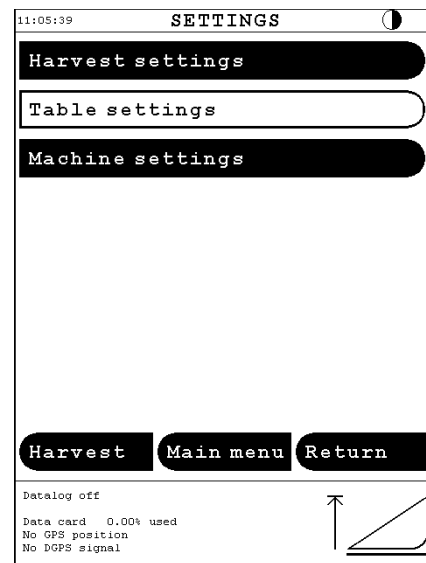 11:05:39 SETTINGS
Harvest settings
Table settings
Machine settings
Harvest Main menu Return
Datalog off
Data card 0.00% used
No GPS position
No DGPS signal